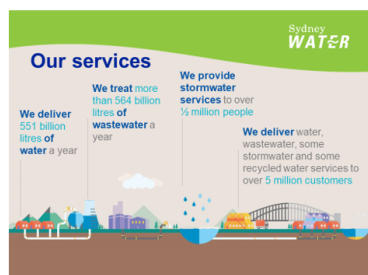 Sydney
WATER
Our services
We deliver
551 billion
litres of
water a year
We treat more
than 564 billion
litres of
wastewater a
year
We provide
stormwater
services to over
½ million people
We deliver water,
wastewater, some
stormwater and some
recycled water services to
over 5 million customers